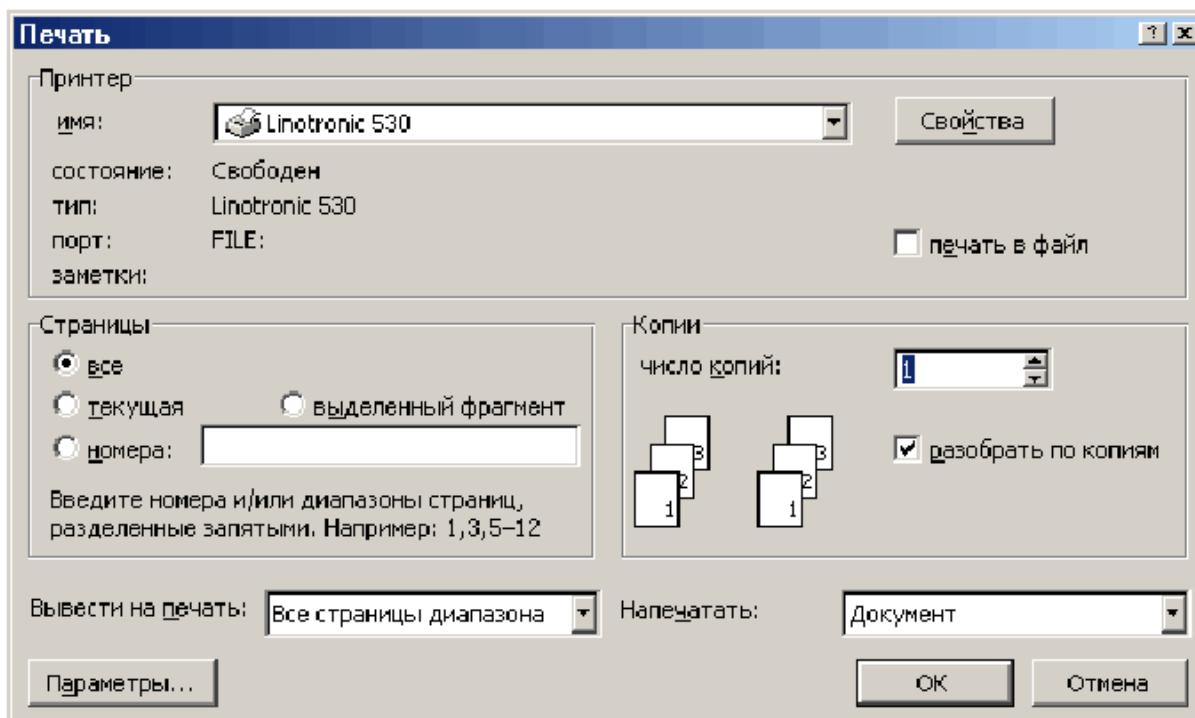 Печать
Принтер
имя: Linotronic 530 Свойства
состояние: Свободен
тип: Linotronic 530
порт: FILE: печать в файл
заметки:
Страницы
все
текущая выделенный фрагмент
номера:
Введите номера и/или диапазоны страниц,
разделенные запятыми. Например: 1,3,5–12
Копии
число копий: 1
3 3
2 2
1 1
разобрать по копиям
Вывести на печать: Все страницы диапазона Напечатать: Документ
Параметры... ОК Отмена